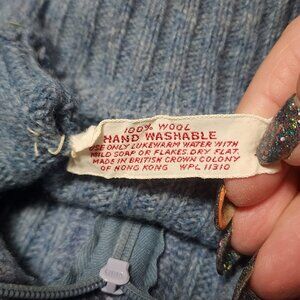 100% WOOL
HAND WASHABLE
USE ONLY LUKEWARM WATER WITH
MILD SOAP OR FLAKES. DRY FLAT.
MADE IN BRITISH CROWN COLONY
OF HONG KONG WPL 11310